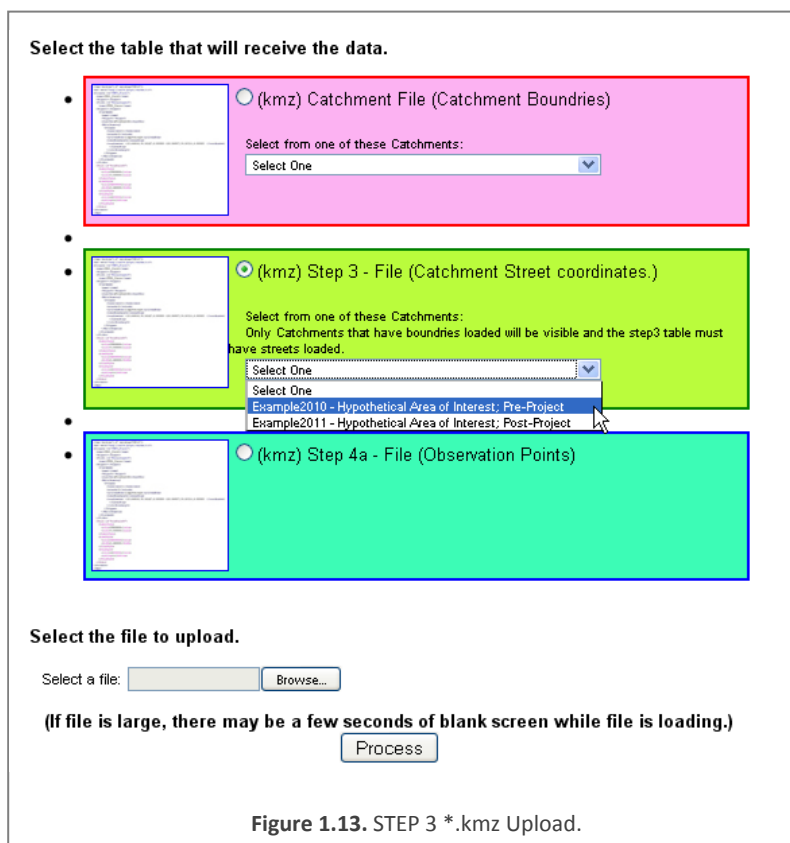 Select the table that will receive the data.
(kmz) Catchment File (Catchment Boundries)
Select from one of these Catchments:
Select One
(kmz) Step 3 - File (Catchment Street coordinates.)
Select from one of these Catchments:
Only Catchments that have boundries loaded will be visible and the step3 table must
have streets loaded.
Select One
Select One
Example2010 - Hypothetical Area of Interest; Pre-Project
Example2011 - Hypothetical Area of Interest; Post-Project
(kmz) Step 4a - File (Observation Points)
Select the file to upload.
Select a file: Browse...
(If file is large, there may be a few seconds of blank screen while file is loading.)
Process
Figure 1.13. STEP 3 *.kmz Upload.